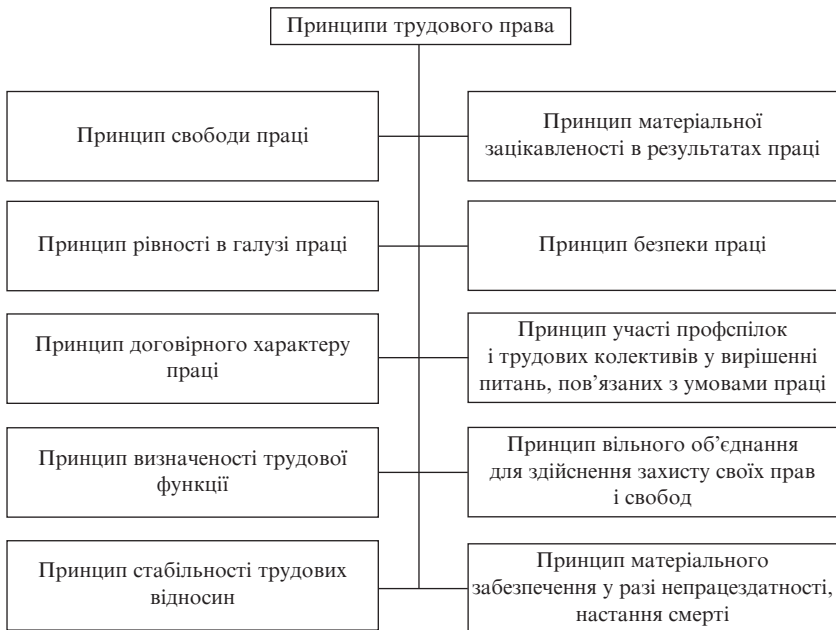 Принципи трудового права
Принцип свободи праці
Принцип матеріальної
зацікавленості в результатах праці
Принцип рівності в галузі праці
Принцип безпеки праці
Принцип договірного характеру
праці
Принцип участі профспілок
і трудових колективів у вирішенні
питань, пов’язаних з умовами праці
Принцип визначеності трудової
функції
Принцип вільного об’єднання
для здійснення захисту своїх прав
і свобод
Принцип стабільності трудових
відносин
Принцип матеріального
забезпечення у разі непрацездатності,
настання смерті